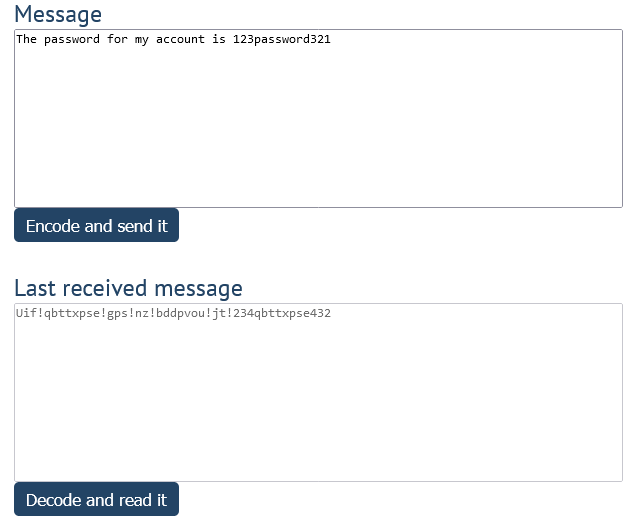 Message
The password for my account is 123password321
Encode and send it
Last received message
Uif!qbttxpse!gps!nz!bddpvou!jt!234qbttxpse432
Decode and read it